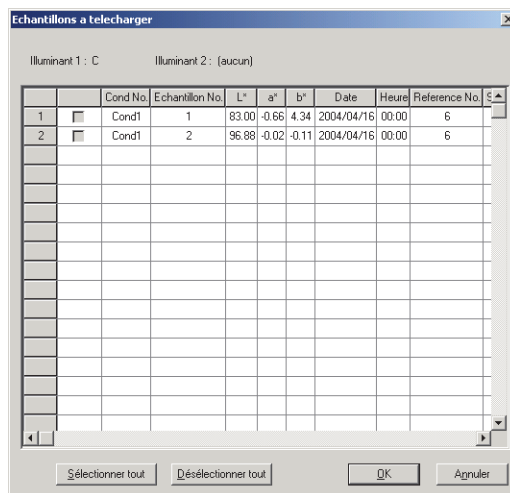 Echantillons a telecharger
Illuminant 1 : C Illuminant 2 : (aucun)
Cond No. Echantillon No. L* a* b* Date Heure Reference No. S
1 Cond1 1 83.00 -0.66 4.34 2004/04/16 00:00 6
2 Cond1 2 96.88 -0.02 -0.11 2004/04/16 00:00 6
Sélectionner tout Désélectionner tout OK Annuler